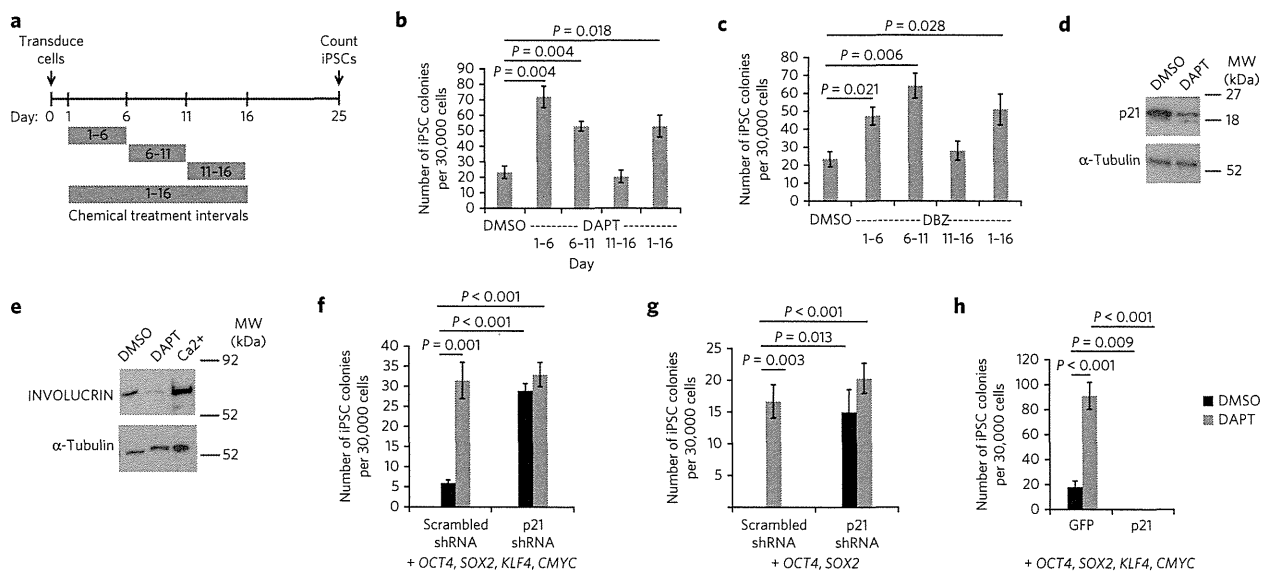 a
Transduce
cells
Count
iPSCs
Day: 0 1 6 11 16 25
1–6
6–11
11–16
1–16
Chemical treatment intervals
b
P = 0.018
P = 0.004
P = 0.004
Number of iPSC colonies
per 30,000 cells
90
80
70
60
50
40
30
20
10
0
DMSO -------- DAPT --------
1–6 6–11 11–16 1–16
Day
c
P = 0.028
P = 0.006
P = 0.021
Number of iPSC colonies
per 30,000 cells
80
70
60
50
40
30
20
10
0
DMSO ----------DBZ----------
1–6 6–11 11–16 1–16
d
DMSO
DAPT
MW
(kDa)
27
p21
18
α-Tubulin
52
e
DMSO
DAPT
Ca2+
MW
(kDa)
92
INVOLUCRIN
52
α-Tubulin
52
f
P < 0.001
P < 0.001
P = 0.001
Number of iPSC colonies
per 30,000 cells
40
35
30
25
20
15
10
5
0
Scrambled
shRNA
p21
shRNA
+ OCT4, SOX2, KLF4, CMYC
g
P < 0.001
P = 0.013
P = 0.003
Number of iPSC colonies
per 30,000 cells
25
20
15
10
5
Scrambled
shRNA
p21
shRNA
+ OCT4, SOX2
h
P < 0.001
P = 0.009
P < 0.001
Number of iPSC colonies
per 30,000 cells
120
100
80
60
40
20
0
GFP p21
+ OCT4, SOX2, KLF4, CMYC
DMSO
DAPT